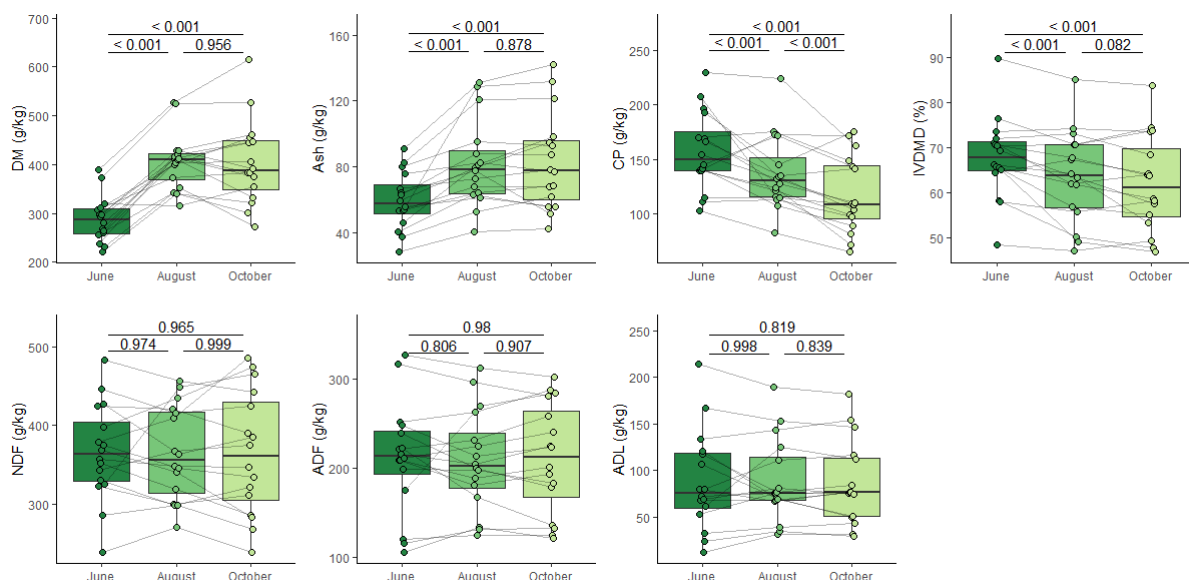 DM (g/kg)
700
600
500
400
300
200
< 0.001
< 0.001 0.956
June August October
Ash (g/kg)
160
120
80
40
< 0.001
< 0.001 0.878
June August October
CP (g/kg)
250
200
150
100
< 0.001
< 0.001 < 0.001
June August October
IVDMD (%)
90
80
70
60
50
< 0.001
< 0.001 0.082
June August October
NDF (g/kg)
500
400
300
0.965
0.974 0.999
June August October
ADF (g/kg)
300
200
100
0.98
0.806 0.907
June August October
ADL (g/kg)
250
200
150
100
50
0
0.819
0.998 0.839
June August October